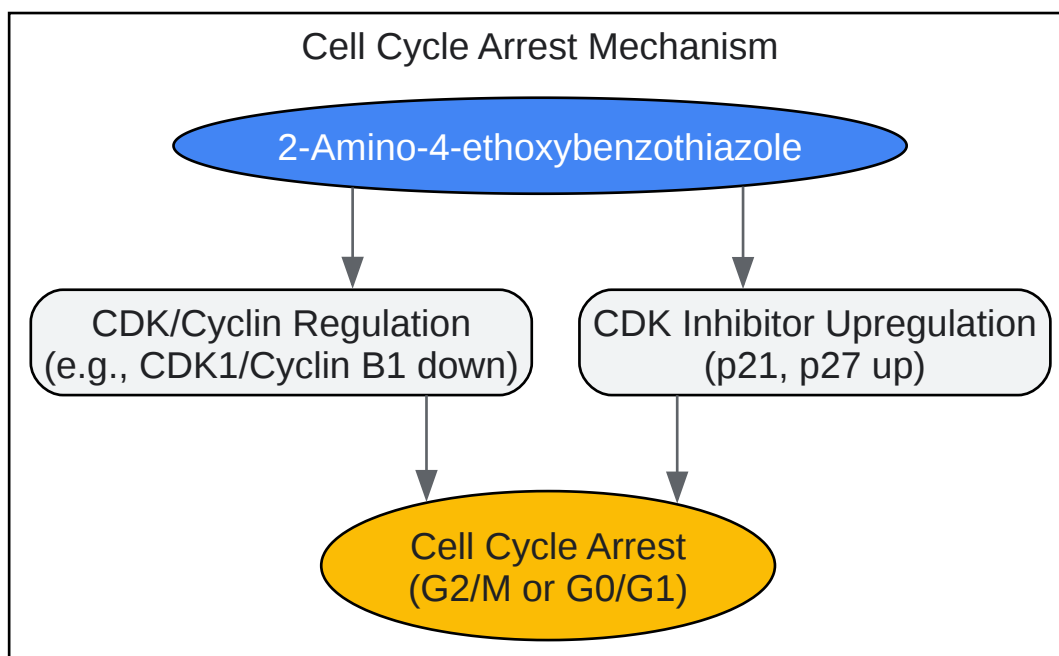 Cell Cycle Arrest Mechanism
2-Amino-4-ethoxybenzothiazole
CDK/Cyclin Regulation
(e.g., CDK1/Cyclin B1 down)
CDK Inhibitor Upregulation
(p21, p27 up)
Cell Cycle Arrest
(G2/M or G0/G1)